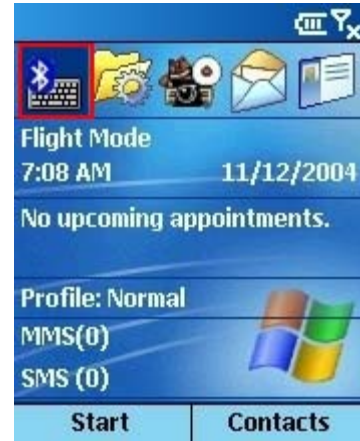 Flight Mode
7:08 AM 11/12/2004
No upcoming appointments.
Profile: Normal
MMS(0)
SMS (0)
Start Contacts